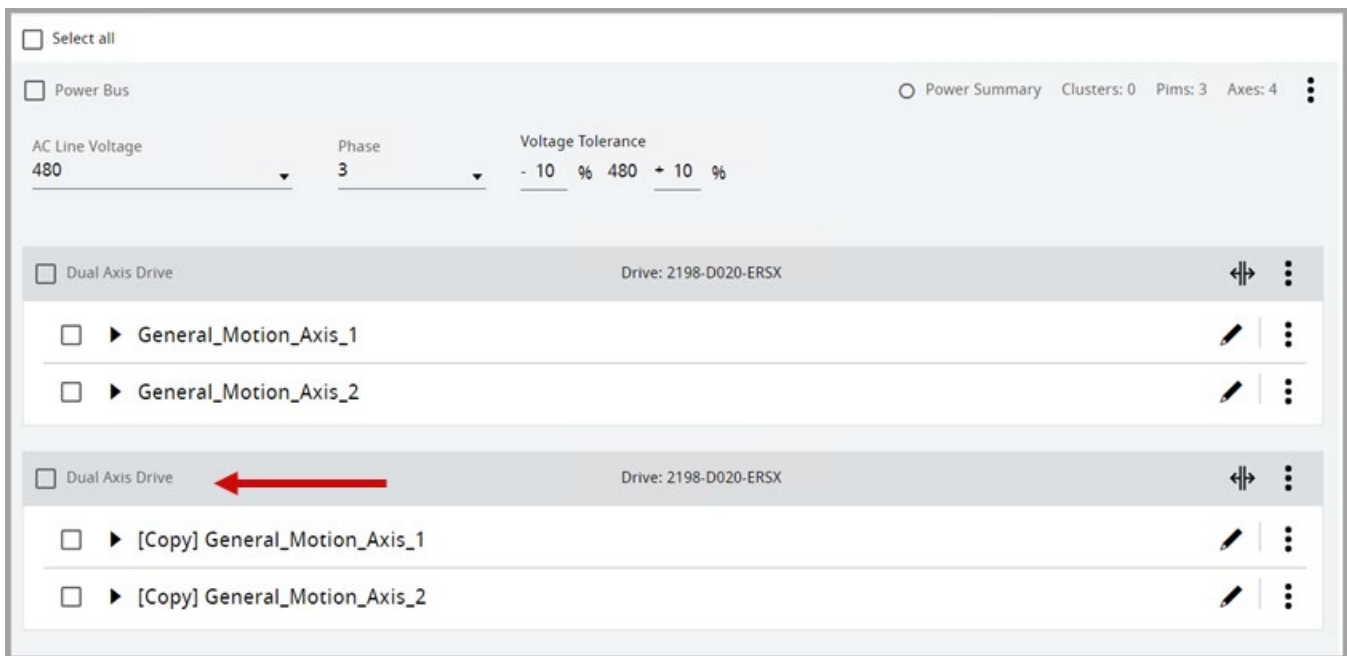 Select all
Power Bus Power Summary Clusters: 0 Pims: 3 Axes: 4
AC Line Voltage Phase Voltage Tolerance
480 3 - 10 % 480 + 10 %
Dual Axis Drive Drive: 2198-D020-ERSX
General_Motion_Axis_1
General_Motion_Axis_2
Dual Axis Drive Drive: 2198-D020-ERSX
[Copy] General_Motion_Axis_1
[Copy] General_Motion_Axis_2